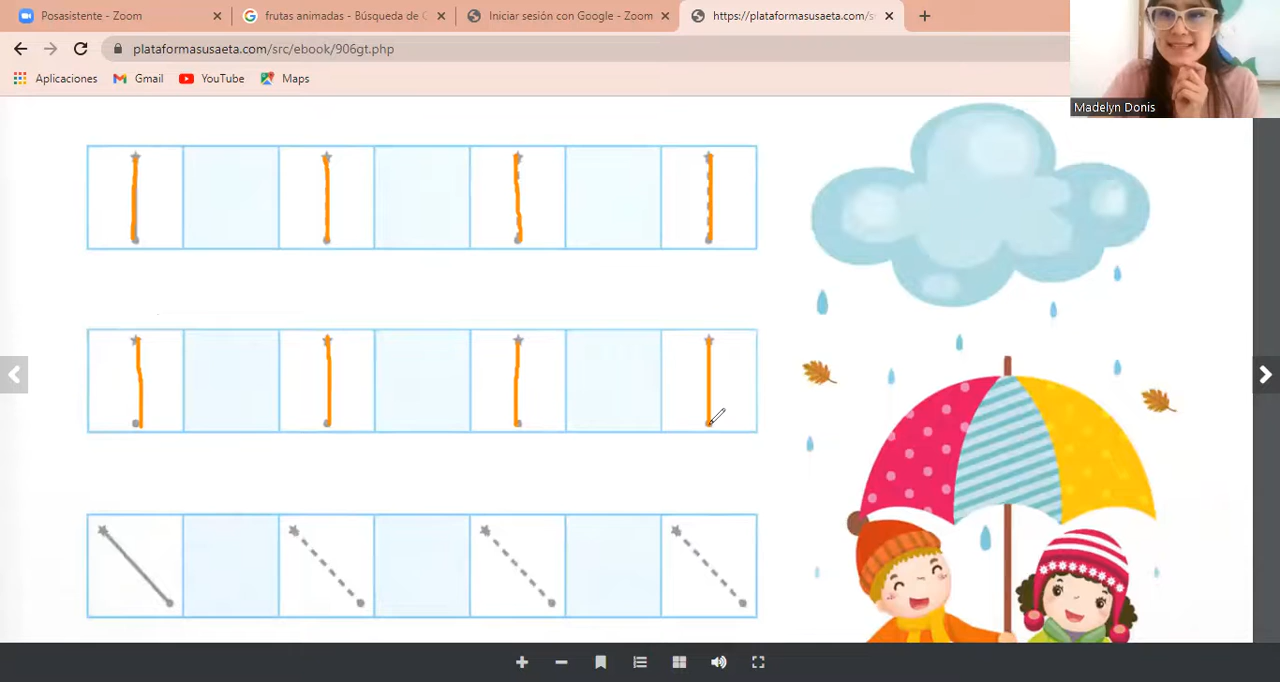 Posasistente - Zoom
frutas animadas - Búsqueda de G
Iniciar sesión con Google - Zoom
https://plataformasusaeta.com/s
plataformasusaeta.com/src/ebook/906gt.php
Aplicaciones Gmail YouTube Maps
Madelyn Donis